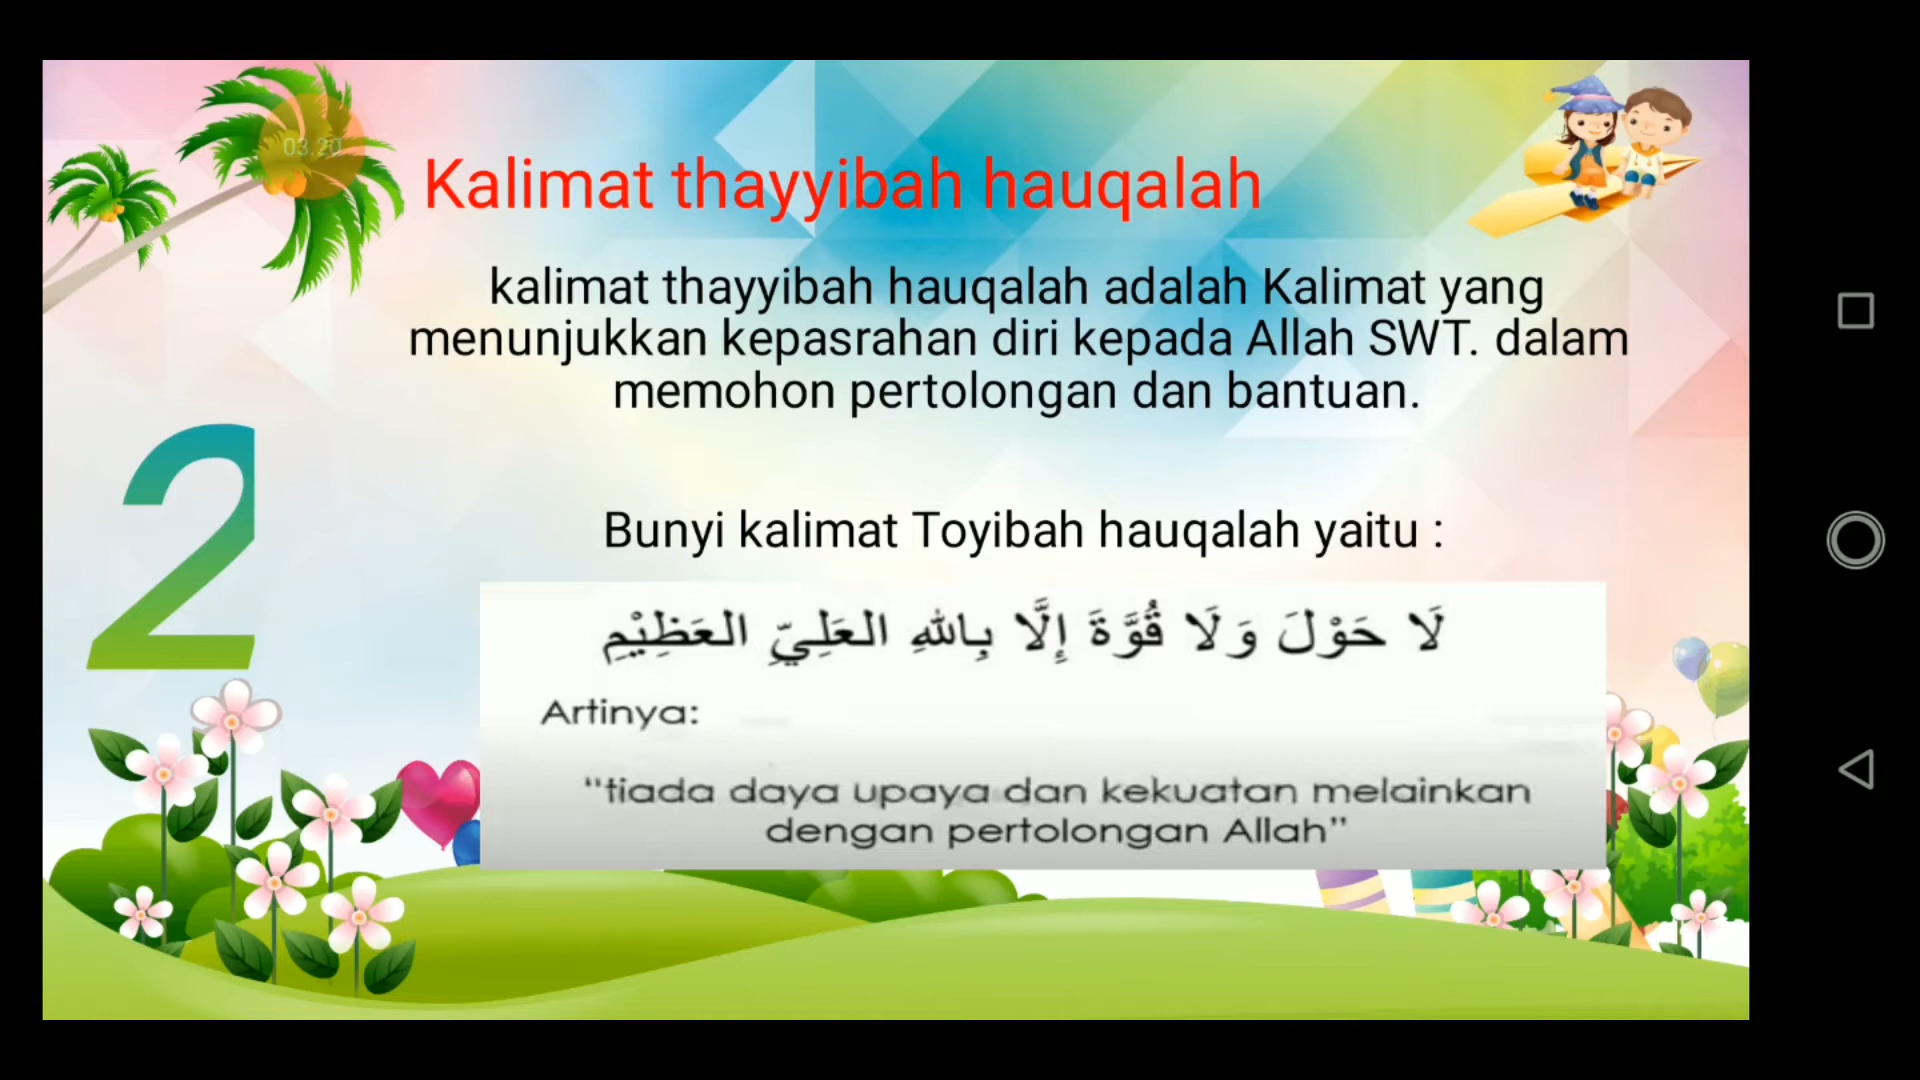 03.20
Kalimat thayyibah hauqalah
kalimat thayyibah hauqalah adalah Kalimat yang
menunjukkan kepasrahan diri kepada Allah SWT. dalam
memohon pertolongan dan bantuan.
2
Bunyi kalimat Toyibah hauqalah yaitu :
لَا حَوْلَ وَلَا قُوَّةَ إِلَّا بِاللهِ العَلِيِّ العَظِيْمِ
Artinya:
“tiada daya upaya dan kekuatan melainkan
dengan pertolongan Allah”